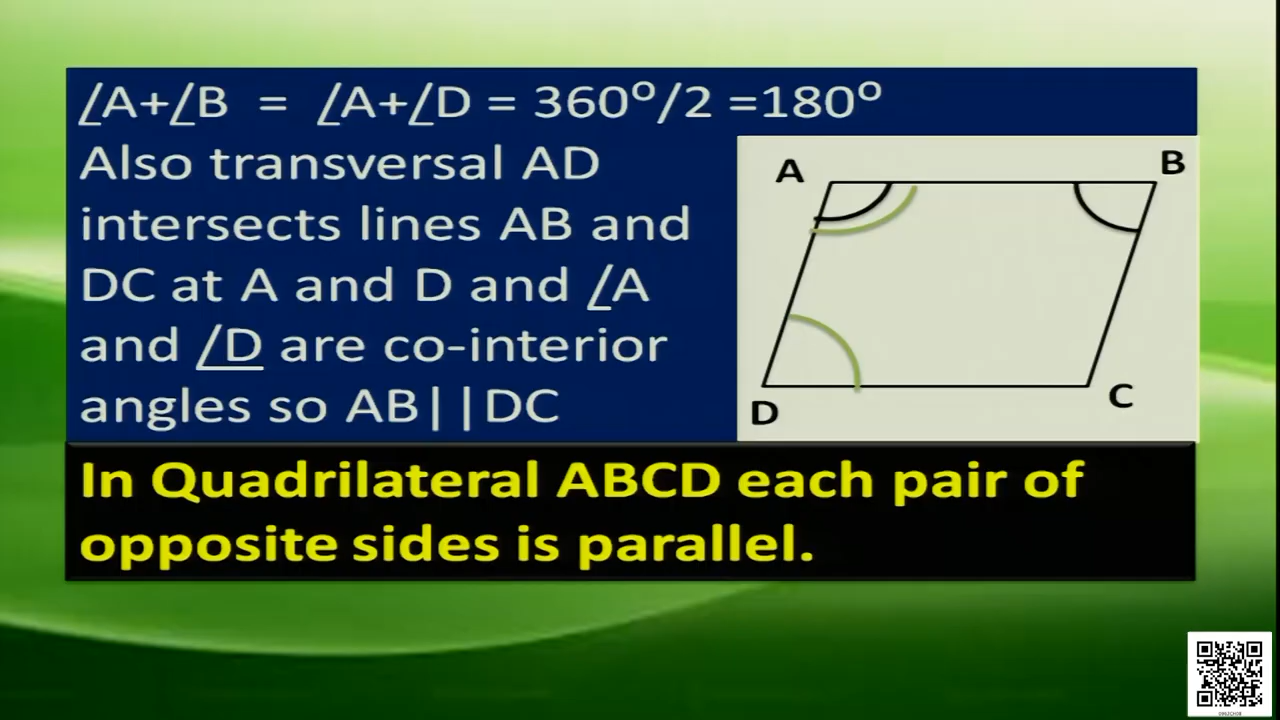 ∠A+∠B = ∠A+∠D = 360°/2 =180°
Also transversal AD
intersects lines AB and
DC at A and D and ∠A
and ∠D are co-interior
angles so AB||DC
A
B
D
C
In Quadrilateral ABCD each pair of
opposite sides is parallel.